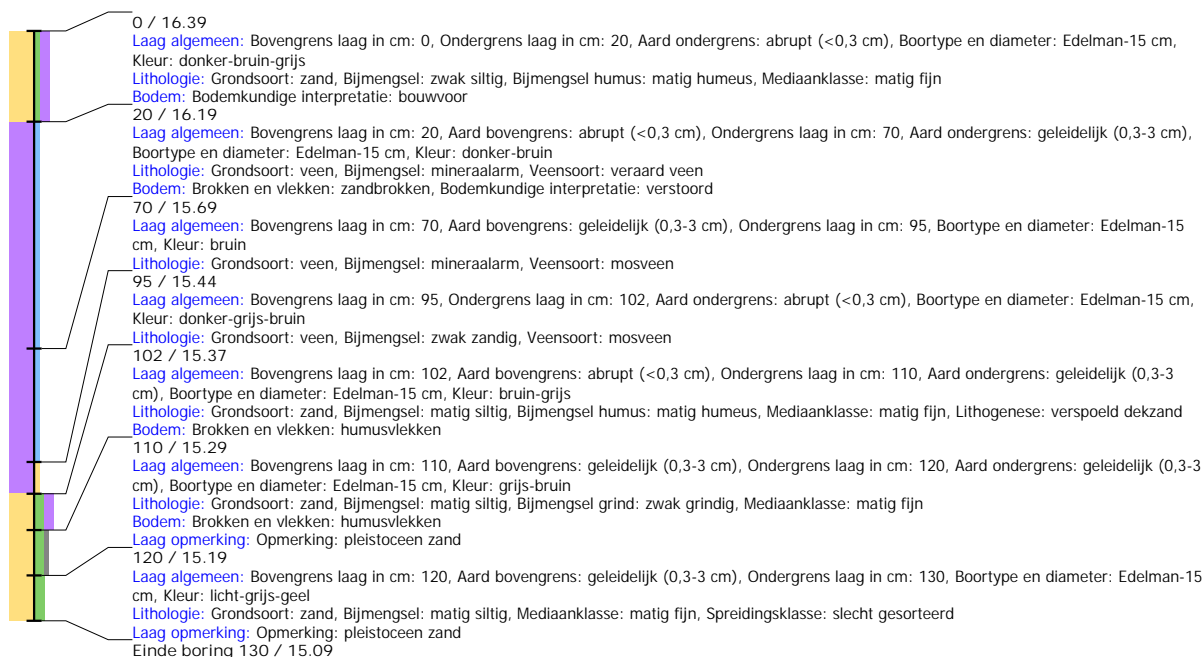 0 / 16.39
Laag algemeen: Bovengrens laag in cm: 0, Ondergrens laag in cm: 20, Aard ondergrens: abrupt (<0,3 cm), Boortype en diameter: Edelman-15 cm,
Kleur: donker-bruin-grijs
Lithologie: Grondsoort: zand, Bijmengsel: zwak siltig, Bijmengsel humus: matig humeus, Mediaanklasse: matig fijn
Bodem: Bodemkundige interpretatie: bouwvoor
20 / 16.19
Laag algemeen: Bovengrens laag in cm: 20, Aard bovengrens: abrupt (<0,3 cm), Ondergrens laag in cm: 70, Aard ondergrens: geleidelijk (0,3-3 cm),
Boortype en diameter: Edelman-15 cm, Kleur: donker-bruin
Lithologie: Grondsoort: veen, Bijmengsel: mineraalarm, Veensoort: veraard veen
Bodem: Brokken en vlekken: zandbrokken, Bodemkundige interpretatie: verstoord
70 / 15.69
Laag algemeen: Bovengrens laag in cm: 70, Aard bovengrens: geleidelijk (0,3-3 cm), Ondergrens laag in cm: 95, Boortype en diameter: Edelman-15
cm, Kleur: bruin
Lithologie: Grondsoort: veen, Bijmengsel: mineraalarm, Veensoort: mosveen
95 / 15.44
Laag algemeen: Bovengrens laag in cm: 95, Ondergrens laag in cm: 102, Aard ondergrens: abrupt (<0,3 cm), Boortype en diameter: Edelman-15 cm,
Kleur: donker-grijs-bruin
Lithologie: Grondsoort: veen, Bijmengsel: zwak zandig, Veensoort: mosveen
102 / 15.37
Laag algemeen: Bovengrens laag in cm: 102, Aard bovengrens: abrupt (<0,3 cm), Ondergrens laag in cm: 110, Aard ondergrens: geleidelijk (0,3-3
cm), Boortype en diameter: Edelman-15 cm, Kleur: bruin-grijs
Lithologie: Grondsoort: zand, Bijmengsel: matig siltig, Bijmengsel humus: matig humeus, Mediaanklasse: matig fijn, Lithogenese: verspoeld dekzand
Bodem: Brokken en vlekken: humusvlekken
110 / 15.29
Laag algemeen: Bovengrens laag in cm: 110, Aard bovengrens: geleidelijk (0,3-3 cm), Ondergrens laag in cm: 120, Aard ondergrens: geleidelijk (0,3-3
cm), Boortype en diameter: Edelman-15 cm, Kleur: grijs-bruin
Lithologie: Grondsoort: zand, Bijmengsel: matig siltig, Bijmengsel grind: zwak grindig, Mediaanklasse: matig fijn
Bodem: Brokken en vlekken: humusvlekken
Laag opmerking: Opmerking: pleistoceen zand
120 / 15.19
Laag algemeen: Bovengrens laag in cm: 120, Aard bovengrens: geleidelijk (0,3-3 cm), Ondergrens laag in cm: 130, Boortype en diameter: Edelman-15
cm, Kleur: licht-grijs-geel
Lithologie: Grondsoort: zand, Bijmengsel: matig siltig, Mediaanklasse: matig fijn, Spreidingsklasse: slecht gesorteerd
Laag opmerking: Opmerking: pleistoceen zand
Einde boring 130 / 15.09